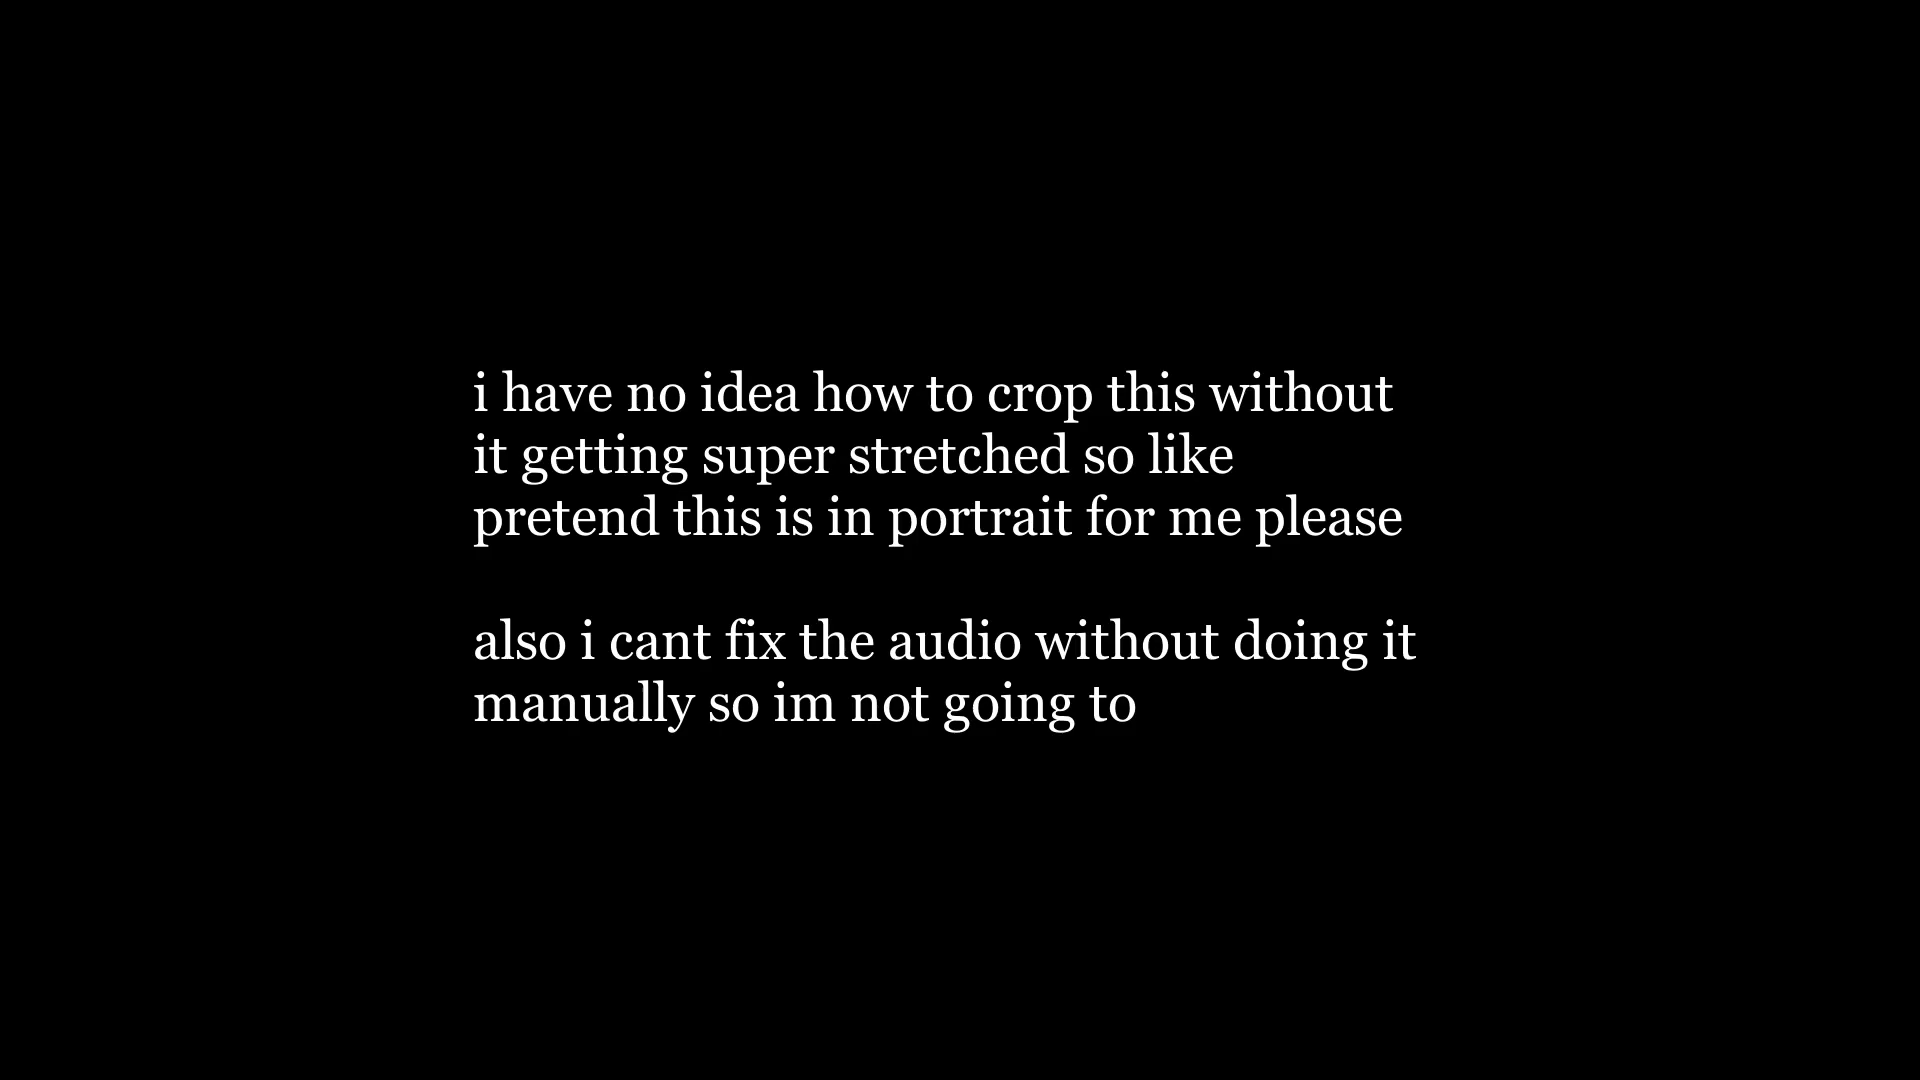 i have no idea how to crop this without
it getting super stretched so like
pretend this is in portrait for me please
also i cant fix the audio without doing it
manually so im not going to